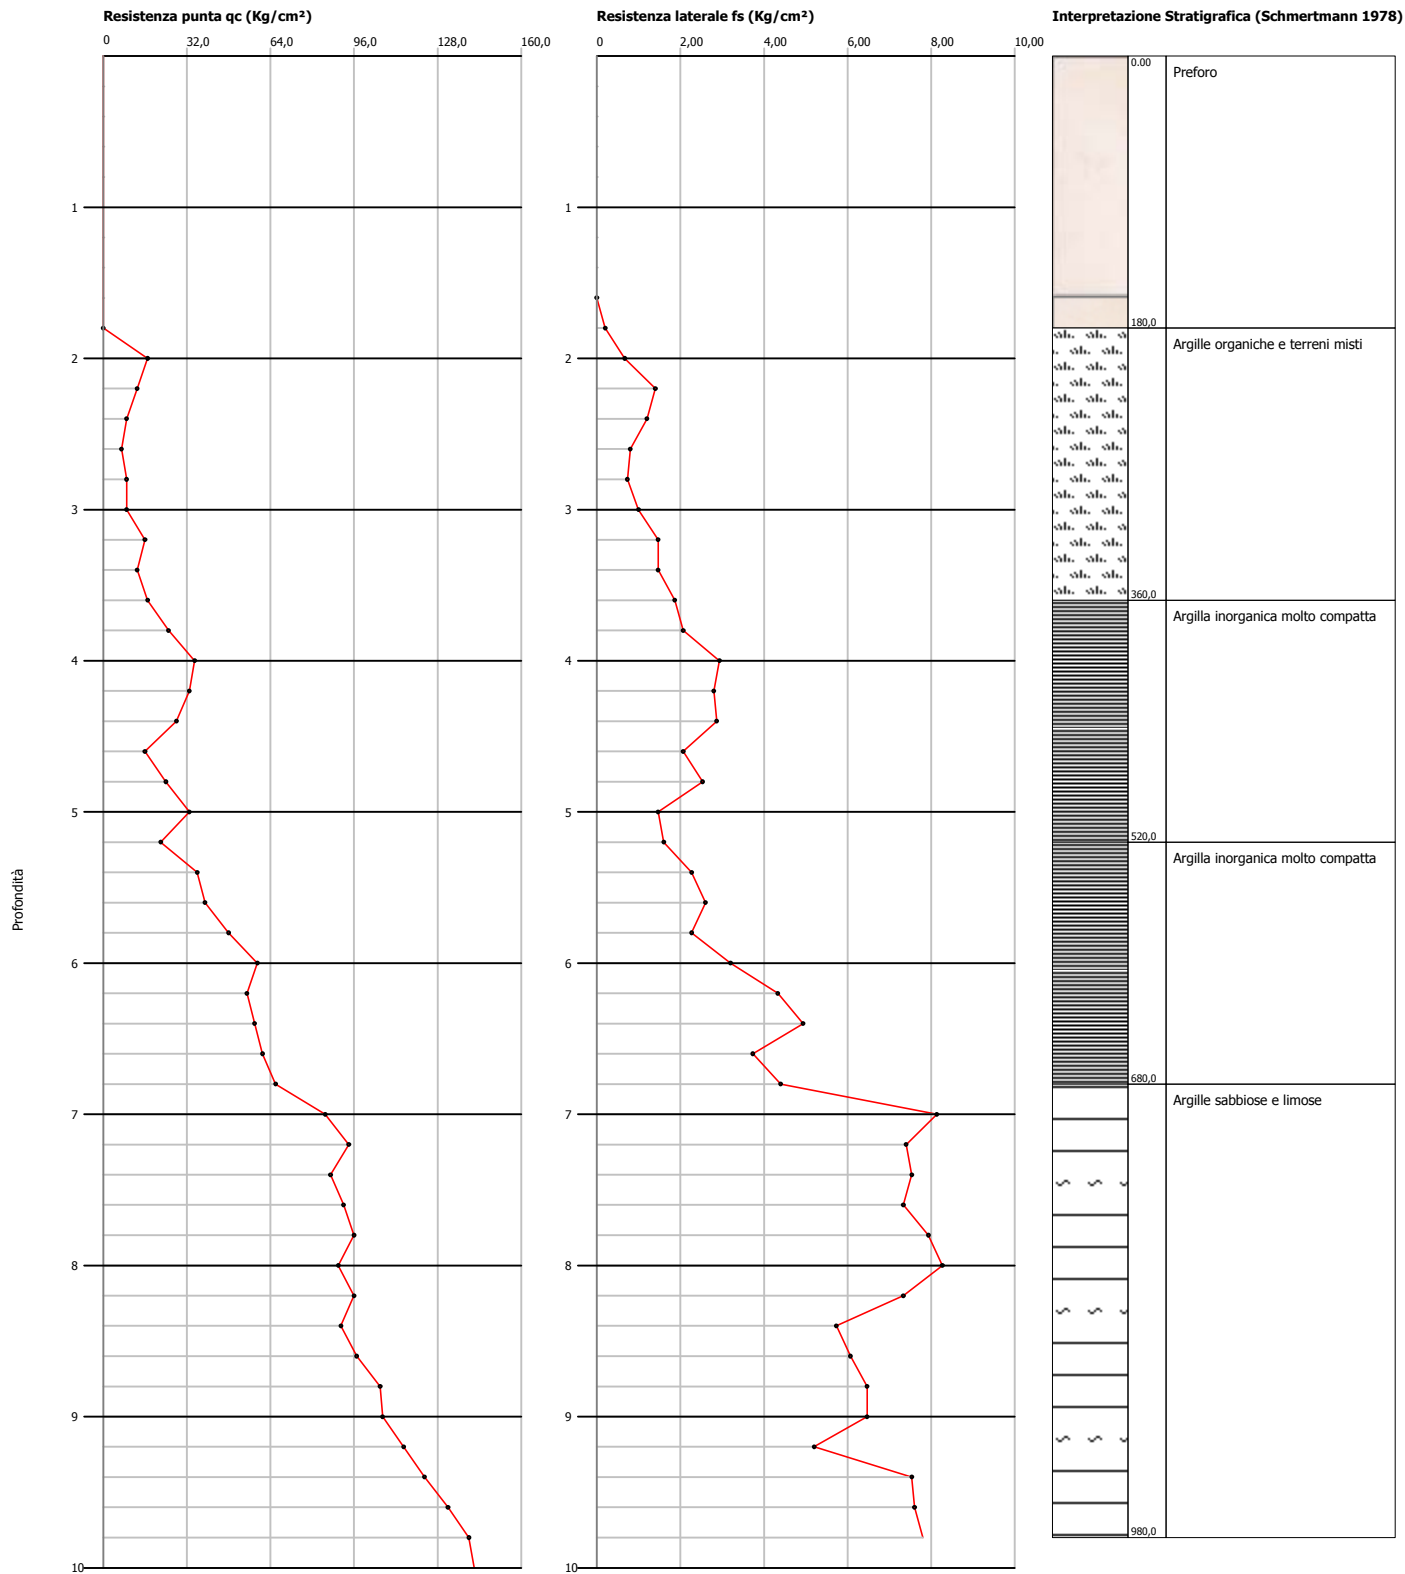 Resistenza punta qc (Kg/cm²)
0 32,0 64,0 96,0 128,0 160,0
1
2
3
4
5
6
7
8
9
10
Profondità
Resistenza laterale fs (Kg/cm²)
0 2,00 4,00 6,00 8,00 10,00
1
2
3
4
5
6
7
8
9
10
Interpretazione Stratigrafica (Schmertmann 1978)
0.00
Preforo
180,0
Argille organiche e terreni misti
360,0
Argilla inorganica molto compatta
520,0
Argilla inorganica molto compatta
680,0
Argille sabbiose e limose
980,0